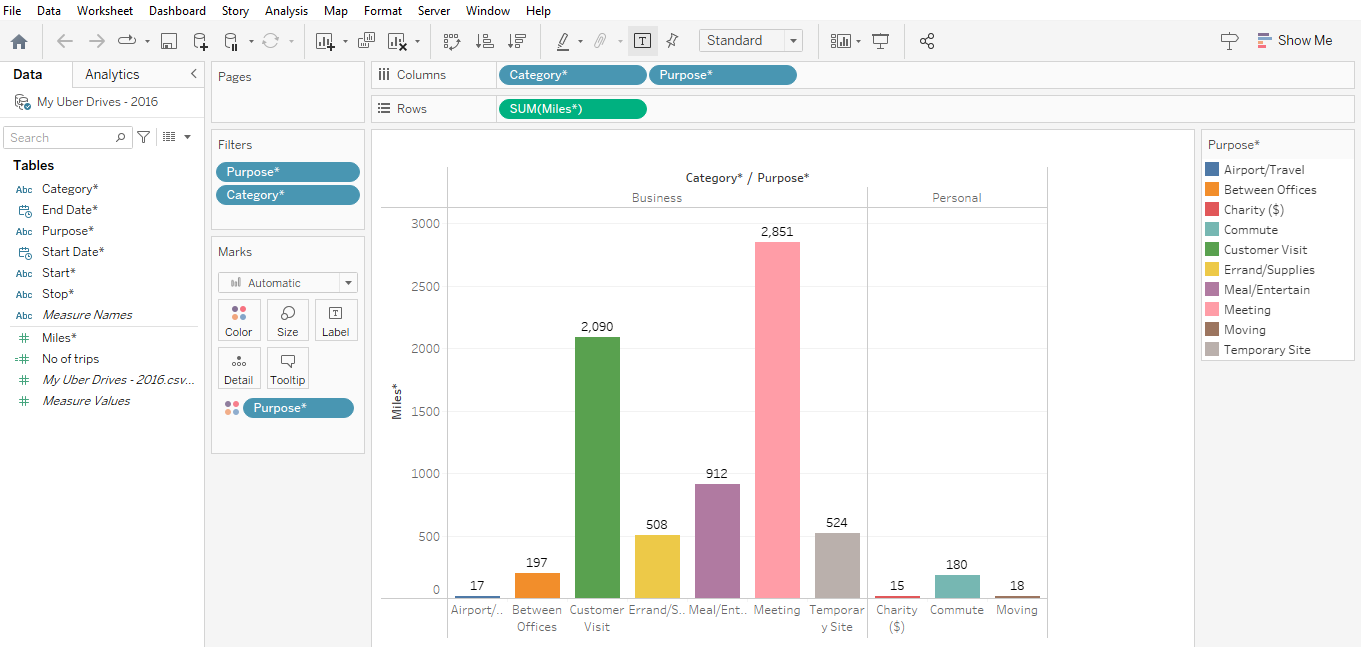 File Data Worksheet Dashboard Story Analysis Map Format Server Window Help
Standard
Show Me
Data Analytics
My Uber Drives - 2016
Search
Tables
Abc Category*
End Date*
Abc Purpose*
Start Date*
Abc Start*
Abc Stop*
Abc Measure Names
Miles*
No of trips
My Uber Drives - 2016.csv...
Measure Values
Pages
Filters
Purpose*
Category*
Marks
Automatic
Color Size Label
Detail Tooltip
Purpose*
Columns Category* Purpose*
Rows SUM(Miles*)
Category* / Purpose*
Business Personal
Miles*
3000
2500
2000
1500
1000
500
0
17
197
2,090
508
912
2,851
524
15
180
18
Airport/..
Between
Offices
Customer
Visit
Errand/S..
Meal/Ent..
Meeting
Temporar
y Site
Charity
($)
Commute
Moving
Purpose*
Airport/Travel
Between Offices
Charity ($)
Commute
Customer Visit
Errand/Supplies
Meal/Entertain
Meeting
Moving
Temporary Site